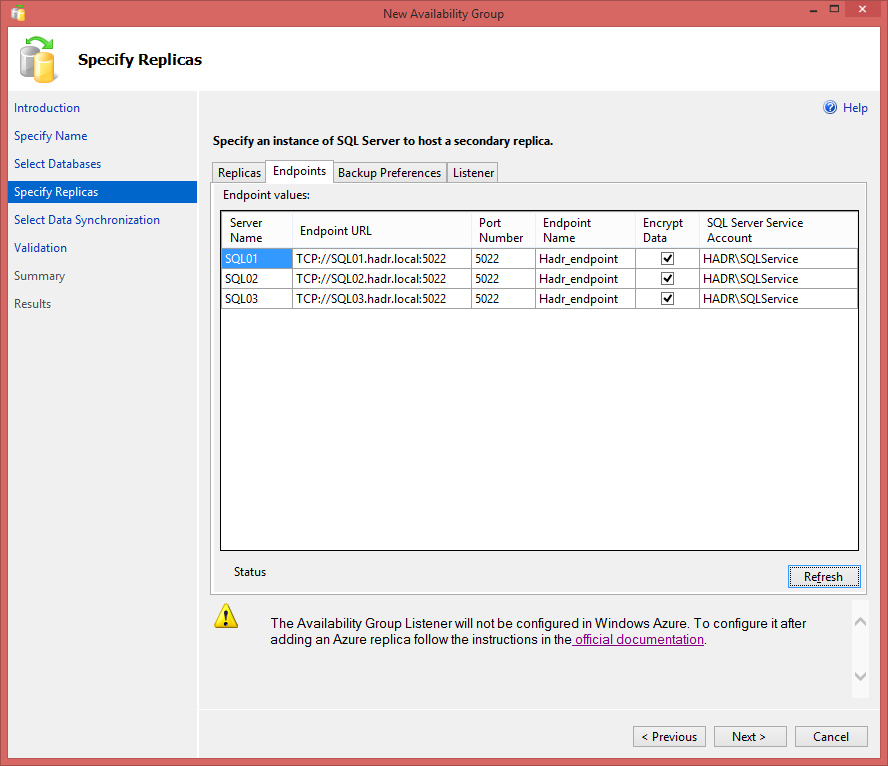 New Availability Group
Specify Replicas
Introduction
Specify Name
Select Databases
Specify Replicas
Select Data Synchronization
Validation
Summary
Results
Help
Specify an instance of SQL Server to host a secondary replica.
Replicas Endpoints Backup Preferences Listener
Endpoint values:
Server Name Endpoint URL Port Number Endpoint Name Encrypt Data SQL Server Service Account
SQL01 TCP://SQL01.hadr.local:5022 5022 Hadr_endpoint HADR\SQLService
SQL02 TCP://SQL02.hadr.local:5022 5022 Hadr_endpoint HADR\SQLService
SQL03 TCP://SQL03.hadr.local:5022 5022 Hadr_endpoint HADR\SQLService
Status
Refresh
The Availability Group Listener will not be configured in Windows Azure. To configure it after
adding an Azure replica follow the instructions in the official documentation.
< Previous Next > Cancel